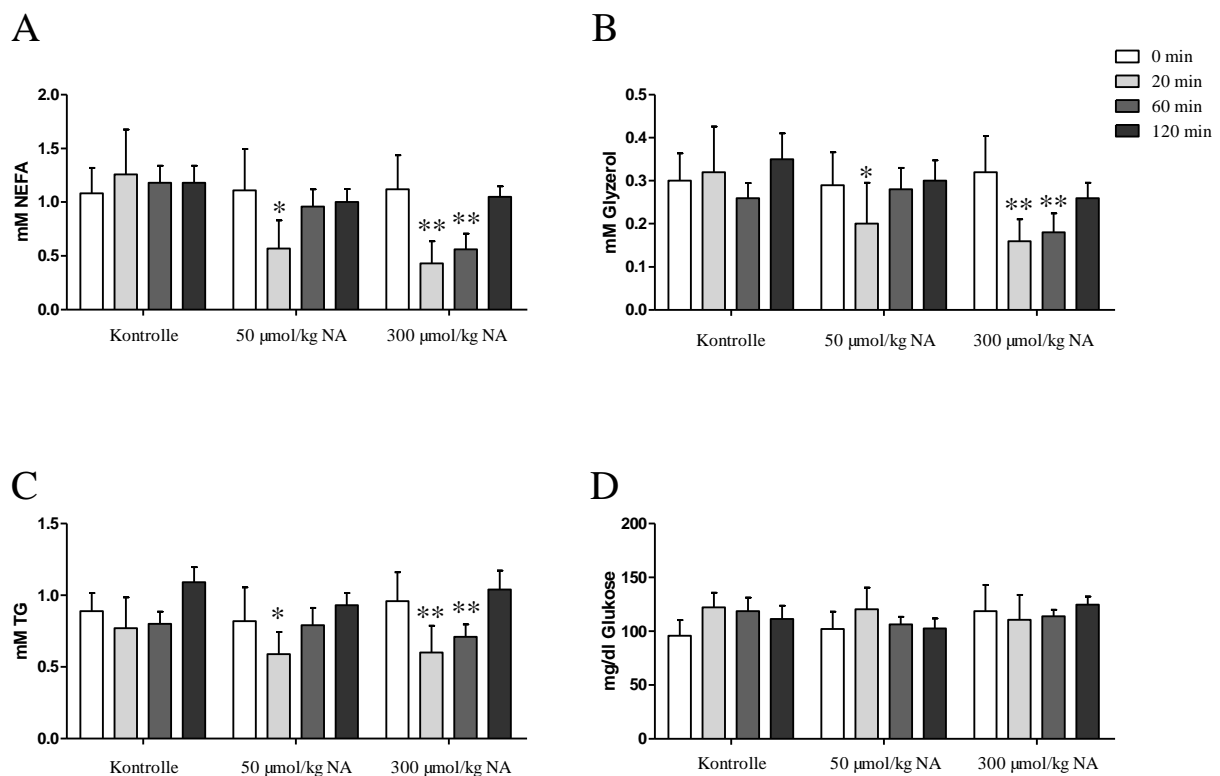 A
mM NEFA
2.0
1.5
1.0
0.5
0.0
*
** **
Kontrolle 50 µmol/kg NA 300 µmol/kg NA
B
mM Glyzerol
0.5
0.4
0.3
0.2
0.1
0.0
*
** **
Kontrolle 50 µmol/kg NA 300 µmol/kg NA
0 min
20 min
60 min
120 min
C
mM TG
1.5
1.0
0.5
0.0
*
** **
Kontrolle 50 µmol/kg NA 300 µmol/kg NA
D
mg/dl Glukose
200
150
100
50
0
Kontrolle 50 µmol/kg NA 300 µmol/kg NA